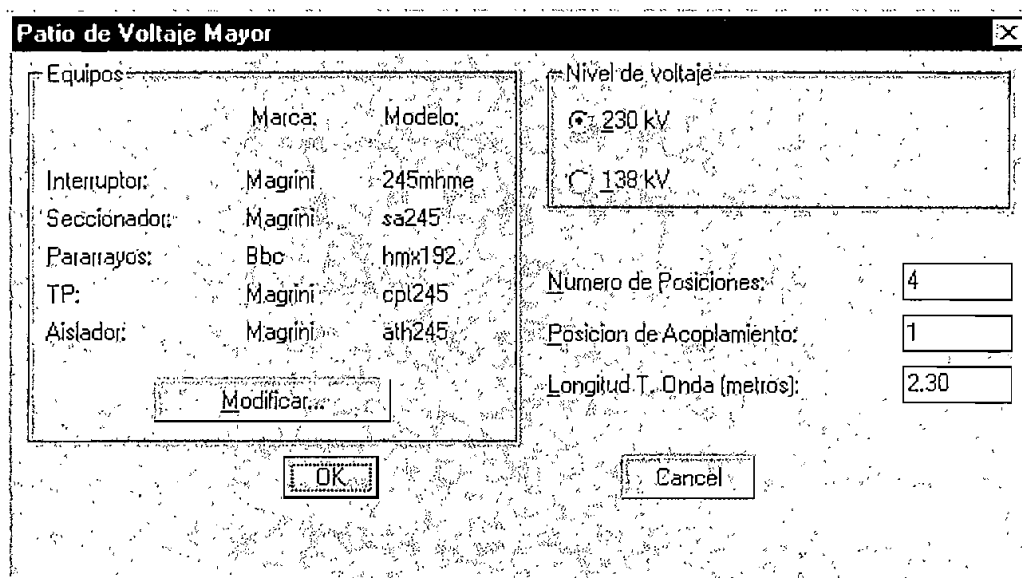 Patio de Voltaje Mayor
Equipos
Marca: Modelo:
Interruptor: Magrini 245mhme
Seccionador: Magrini sa245
Pararrayos: Bbc hmx192
TP: Magrini cpt245
Aislador: Magrini ath245
Modificar...
Nivel de voltaje
230 kV
138 kV
Numero de Posiciones: 4
Posicion de Acoplamiento: 1
Longitud T. Onda (metros): 2.30
OK
Cancel